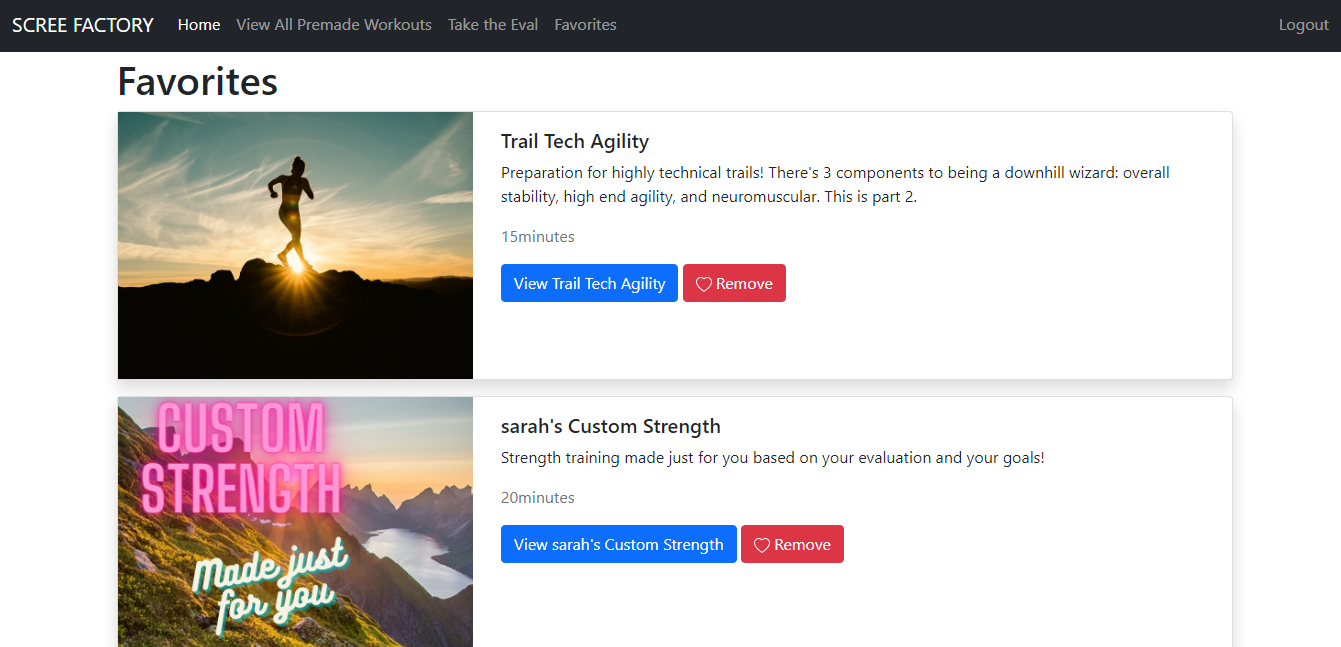 SCREE FACTORY Home View All Premade Workouts Take the Eval Favorites Logout
Favorites
Trail Tech Agility
Preparation for highly technical trails! There's 3 components to being a downhill wizard: overall
stability, high end agility, and neuromuscular. This is part 2.
15minutes
View Trail Tech Agility Remove
CUSTOM
STRENGTH
Made just
for you
sarah's Custom Strength
Strength training made just for you based on your evaluation and your goals!
20minutes
View sarah's Custom Strength Remove